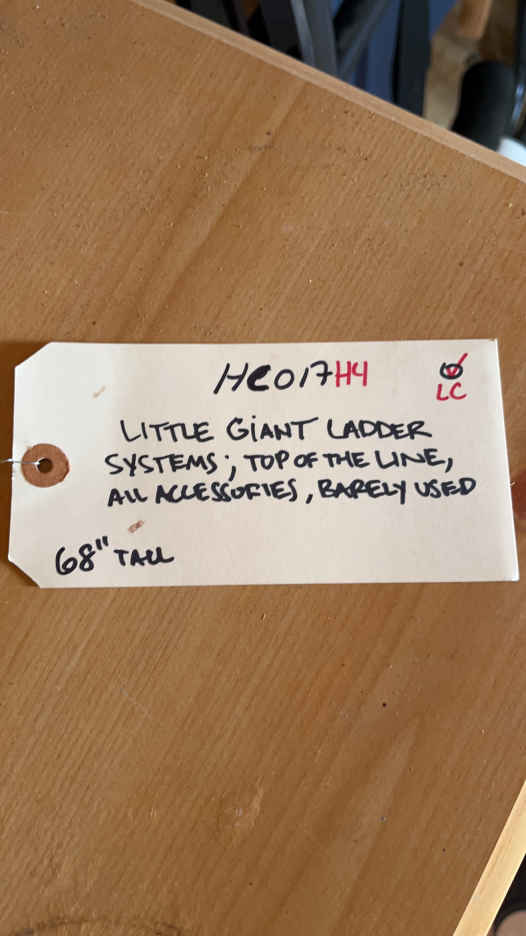 HC017H4
LC
LITTLE GiANT LADDER
SYSTEMS; TOP OF THE LINE,
ALL ACCESSORIES, BARELY USED
68" TALL